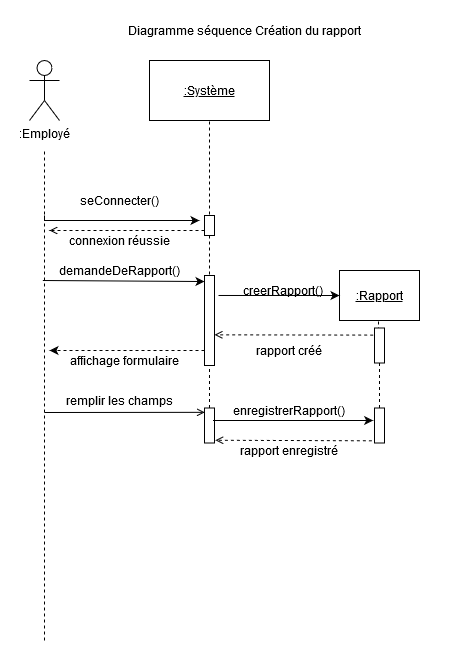 Diagramme séquence Création du rapport
:Système
:Employé
seConnecter()
connexion réussie
demandeDeRapport()
creerRapport()
:Rapport
rapport créé
affichage formulaire
remplir les champs
enregistrerRapport()
rapport enregistré